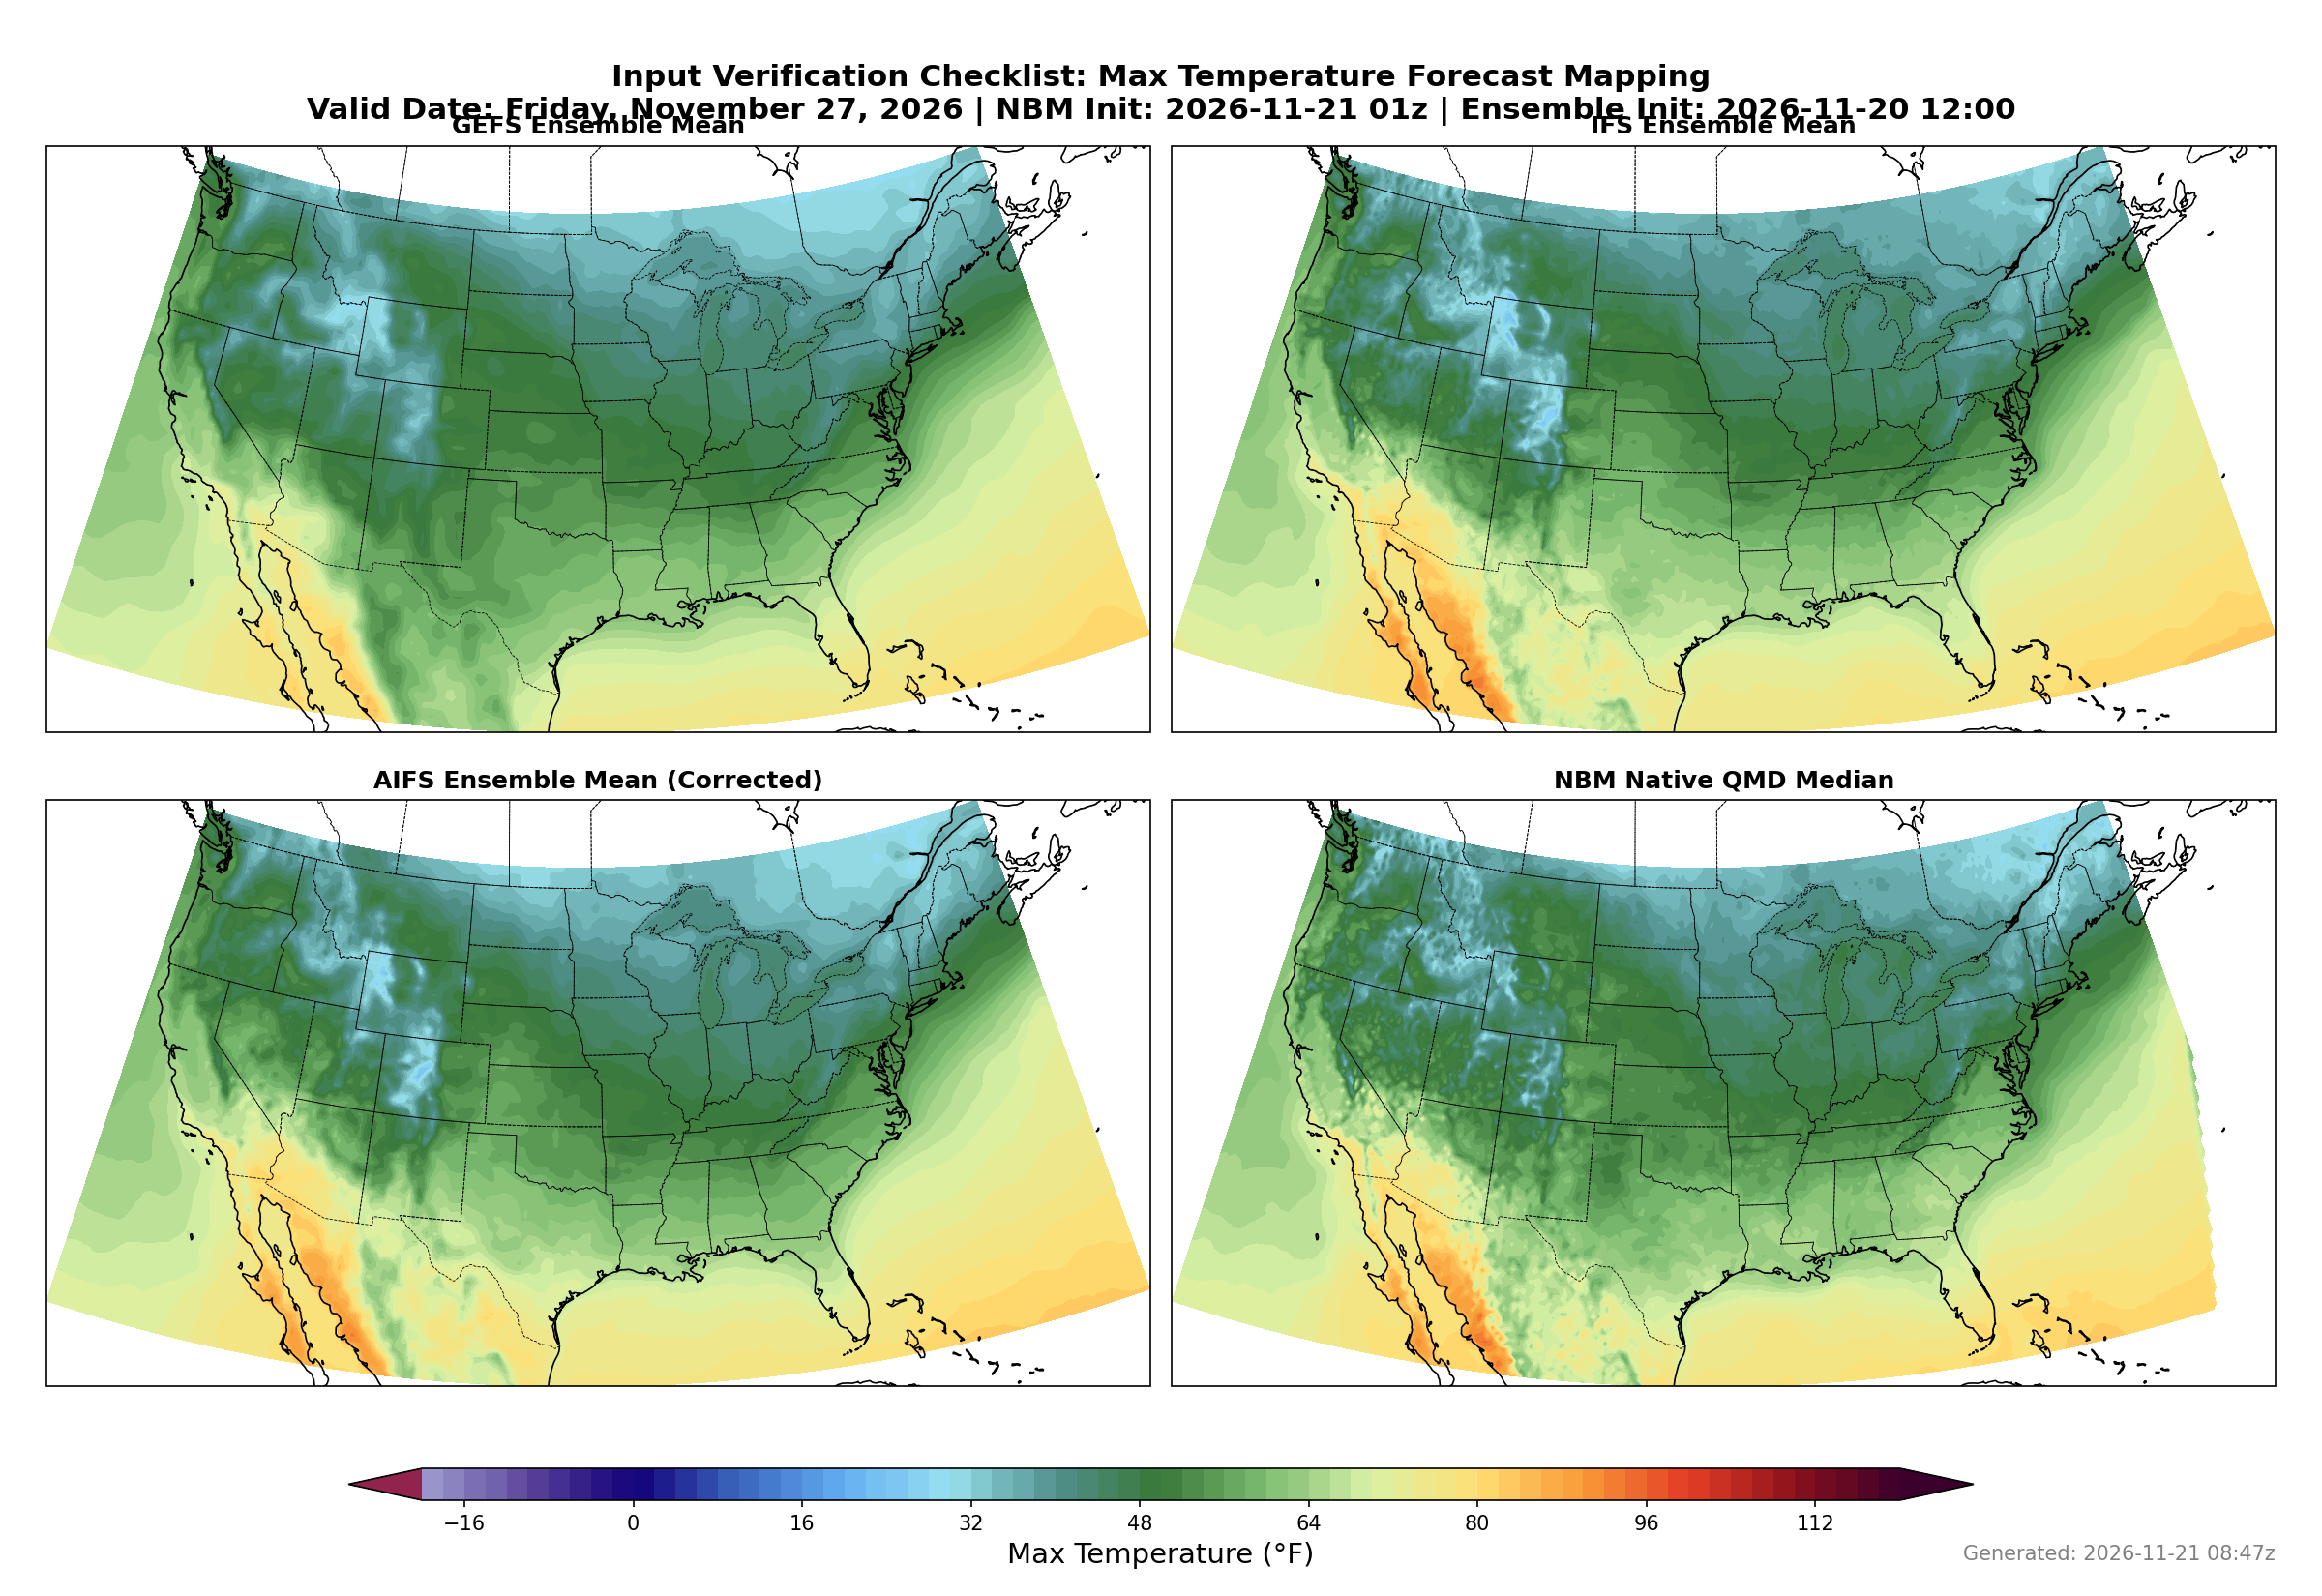 Input Verification Checklist: Max Temperature Forecast Mapping
Valid Date: Friday, November 27, 2026 | NBM Init: 2026-11-21 01z | Ensemble Init: 2026-11-20 12:00
GEFS Ensemble Mean
IFS Ensemble Mean
AIFS Ensemble Mean (Corrected)
NBM Native QMD Median
−16 0 16 32 48 64 80 96 112
Max Temperature (°F)
Generated: 2026-11-21 08:47z